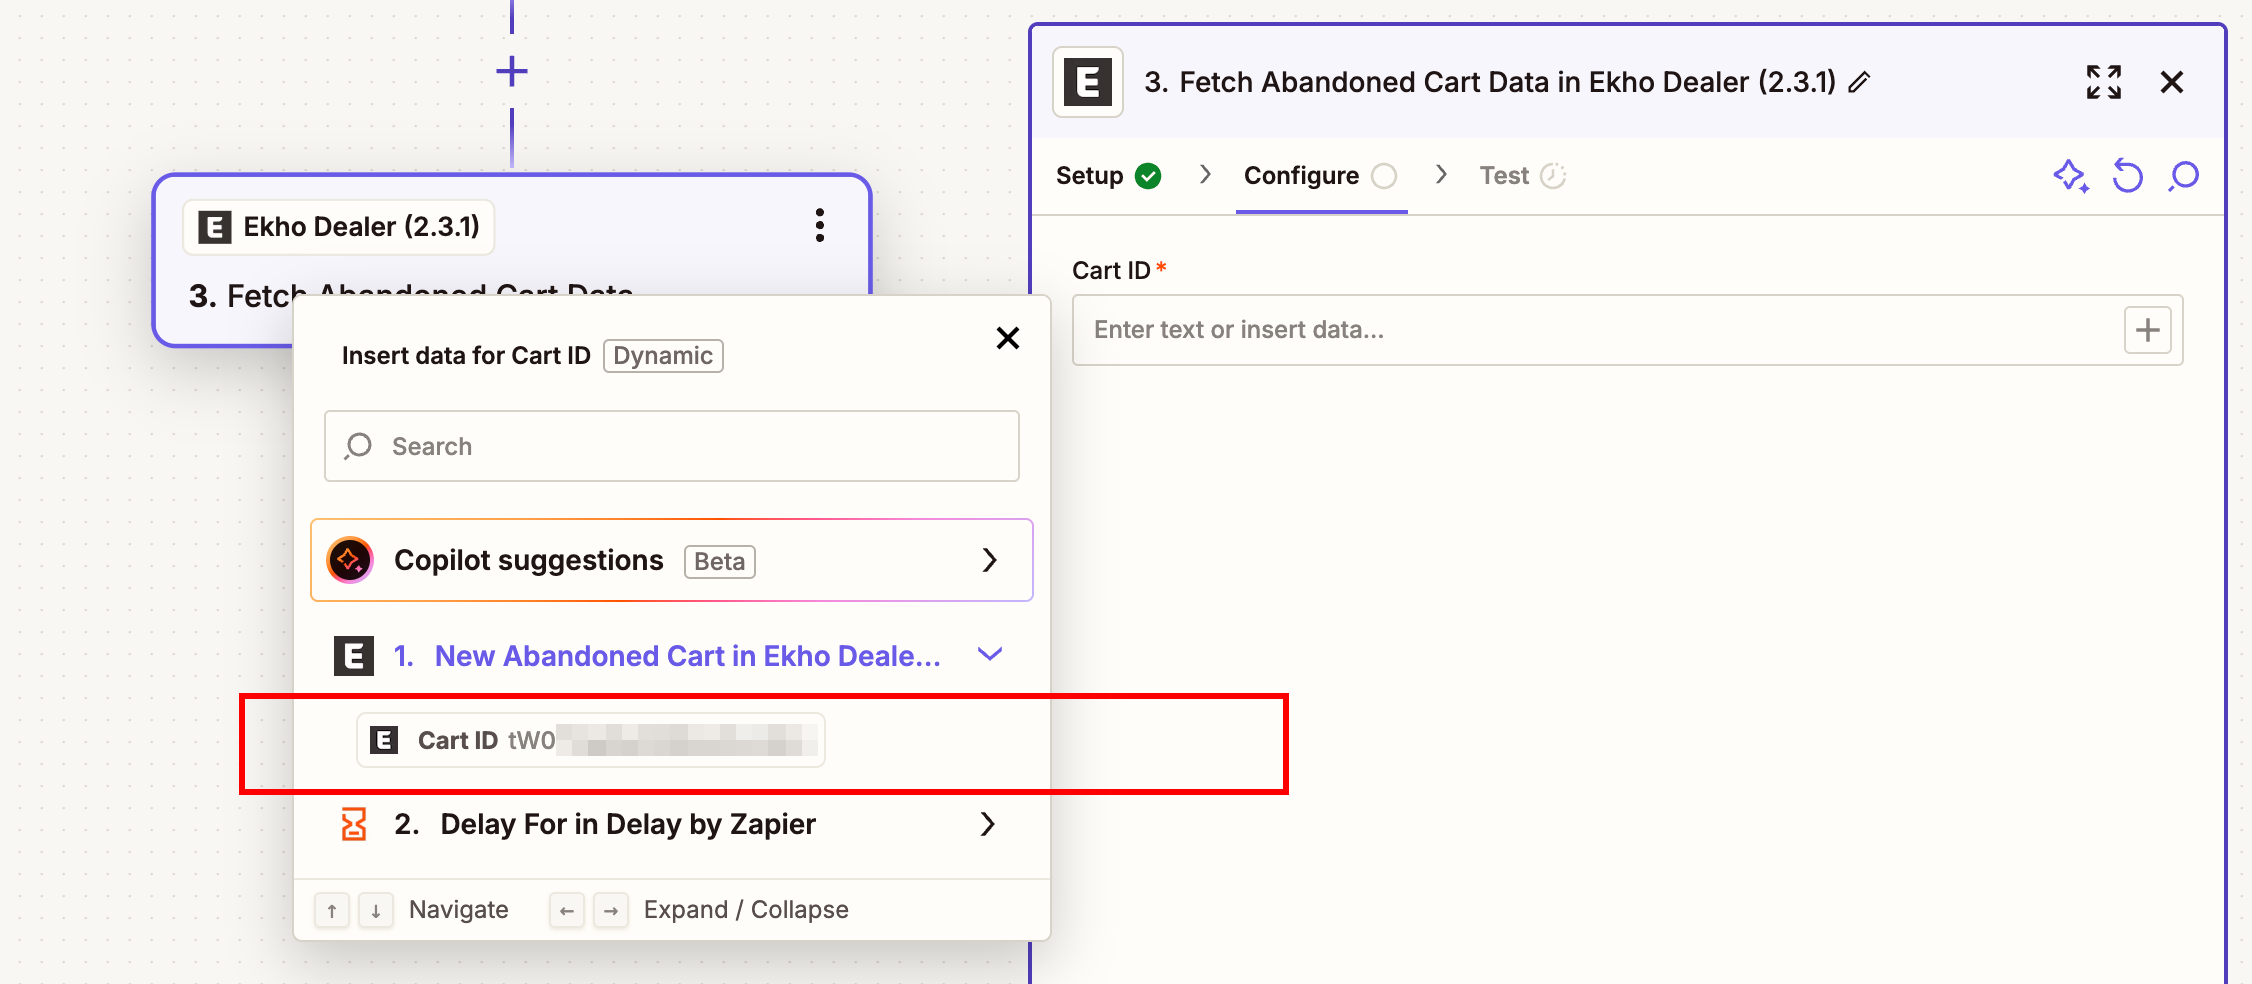 3. Fetch Abandoned Cart Data in Ekho Dealer (2.3.1)
Setup
Configure
Test
Cart ID*
Enter text or insert data...
E Ekho Dealer (2.3.1)
3. Fetch Abandoned Cart Data
Insert data for Cart ID Dynamic
Search
Copilot suggestions Beta
1. New Abandoned Cart in Ekho Deale...
Cart ID tW0
2. Delay For in Delay by Zapier
↑ ↓ Navigate ← → Expand / Collapse